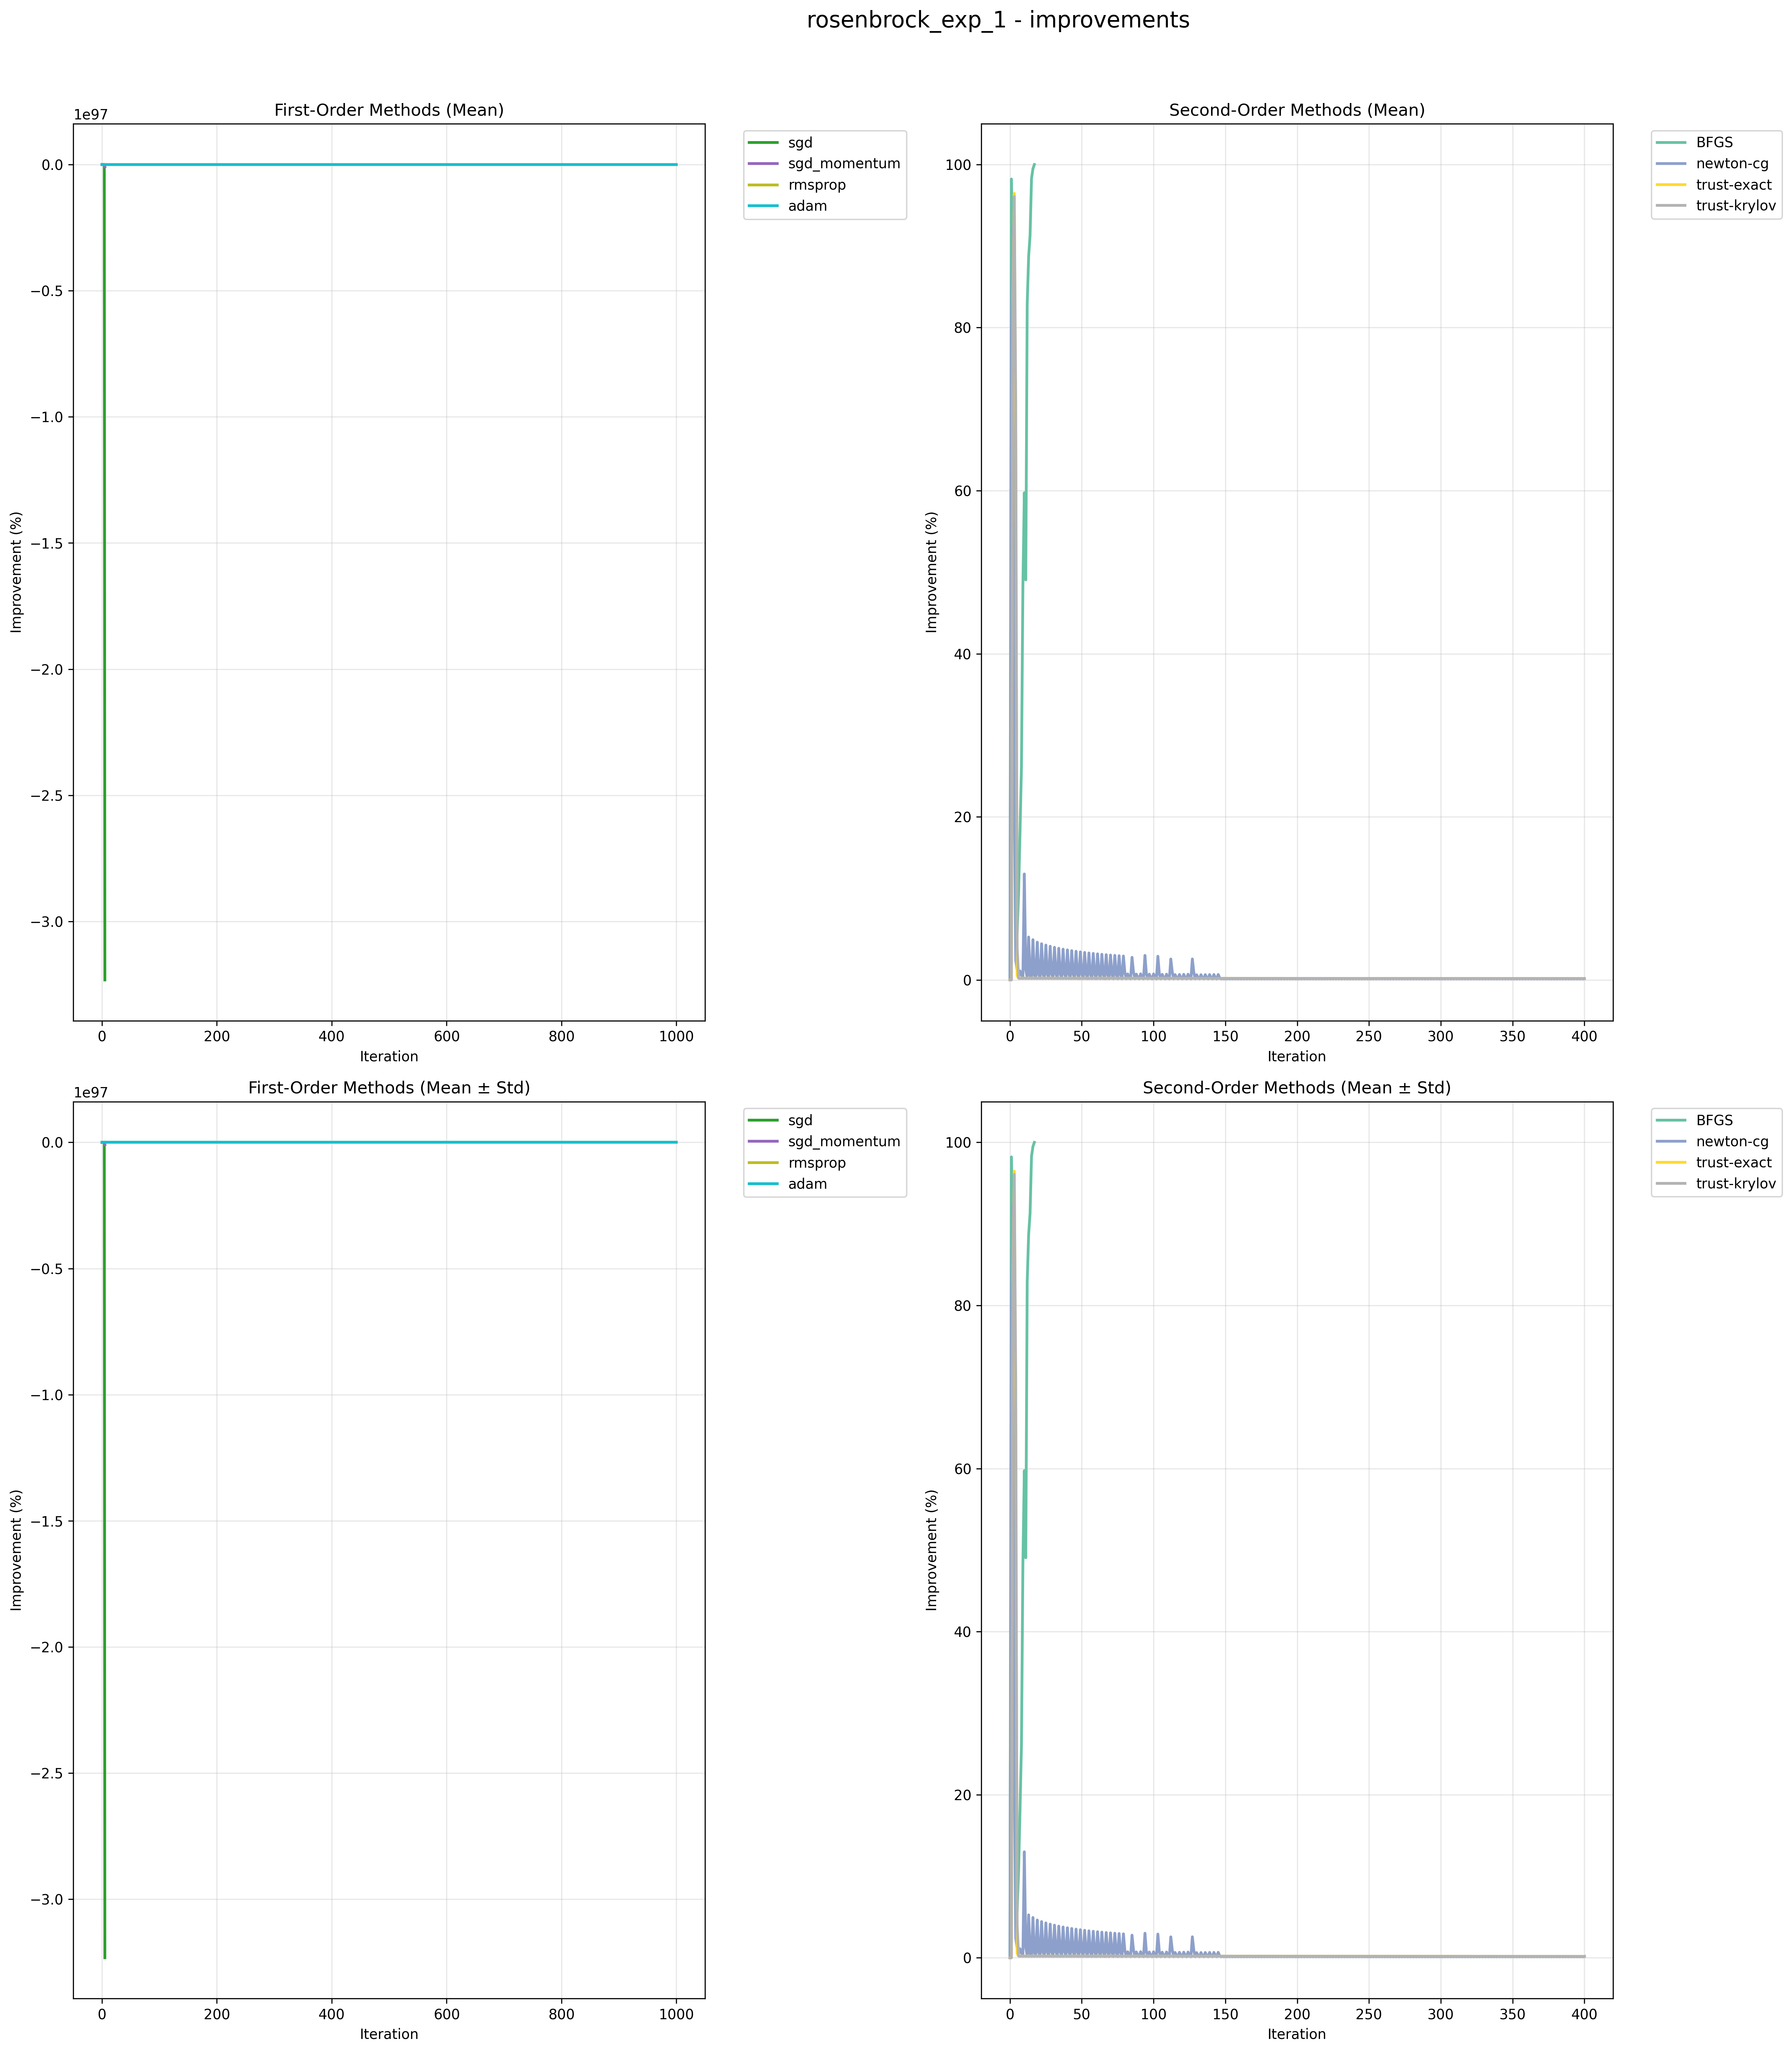 rosenbrock_exp_1 - improvements
First-Order Methods (Mean)
1e97
0.0
−0.5
−1.0
−1.5
−2.0
−2.5
−3.0
Improvement (%)
0 200 400 600 800 1000
Iteration
sgd
sgd_momentum
rmsprop
adam
Second-Order Methods (Mean)
100
80
60
40
20
0
Improvement (%)
0 50 100 150 200 250 300 350 400
Iteration
BFGS
newton-cg
trust-exact
trust-krylov
First-Order Methods (Mean ± Std)
1e97
0.0
−0.5
−1.0
−1.5
−2.0
−2.5
−3.0
Improvement (%)
0 200 400 600 800 1000
Iteration
sgd
sgd_momentum
rmsprop
adam
Second-Order Methods (Mean ± Std)
100
80
60
40
20
0
Improvement (%)
0 50 100 150 200 250 300 350 400
Iteration
BFGS
newton-cg
trust-exact
trust-krylov